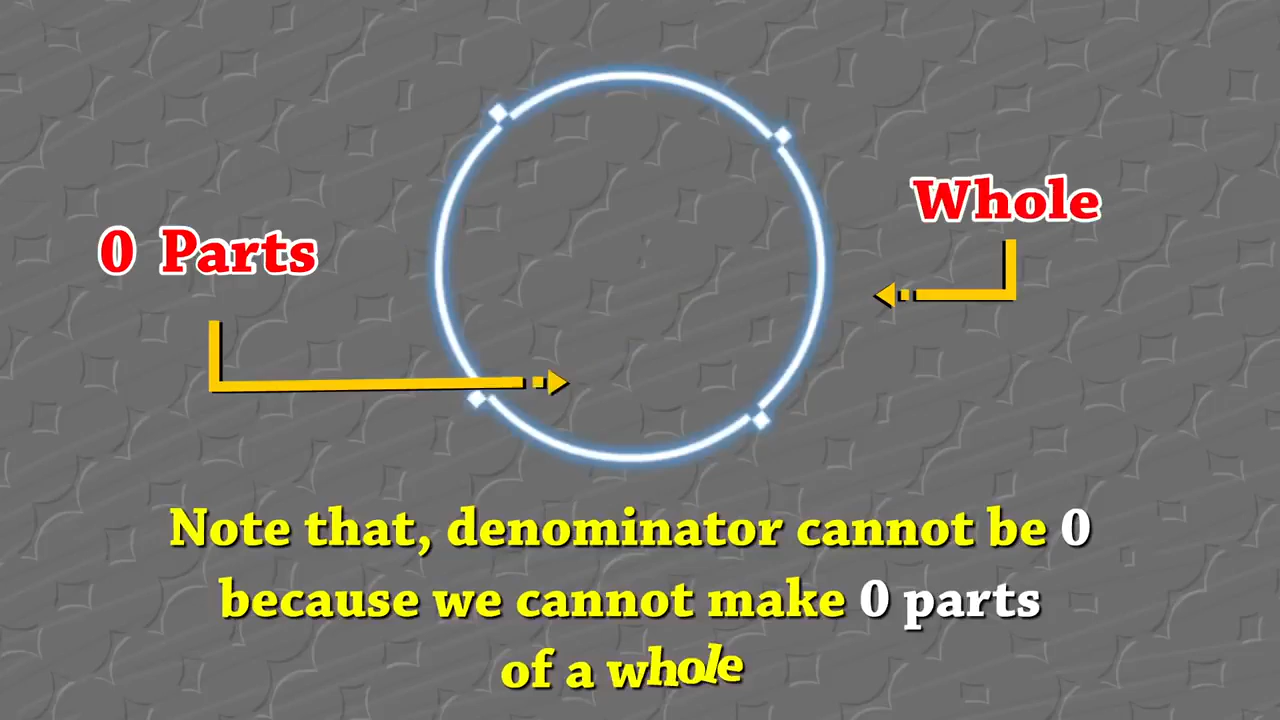 Whole
0 Parts
Note that, denominator cannot be 0
because we cannot make 0 parts
of a whole